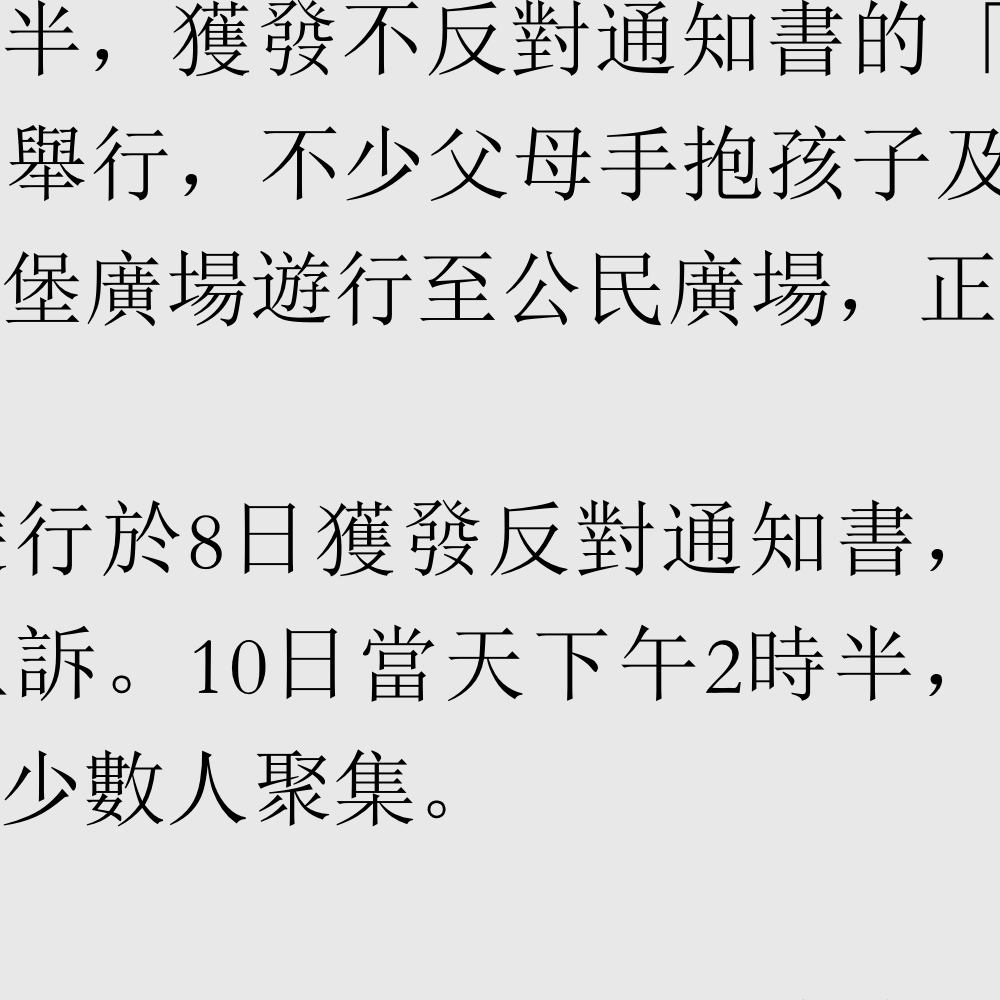 半，獲發不反對通知書的「
舉行，不少父母手抱孩子及
堡廣場遊行至公民廣場，正
行於8日獲發反對通知書，
訴。10日當天下午2時半，
少數人聚集。